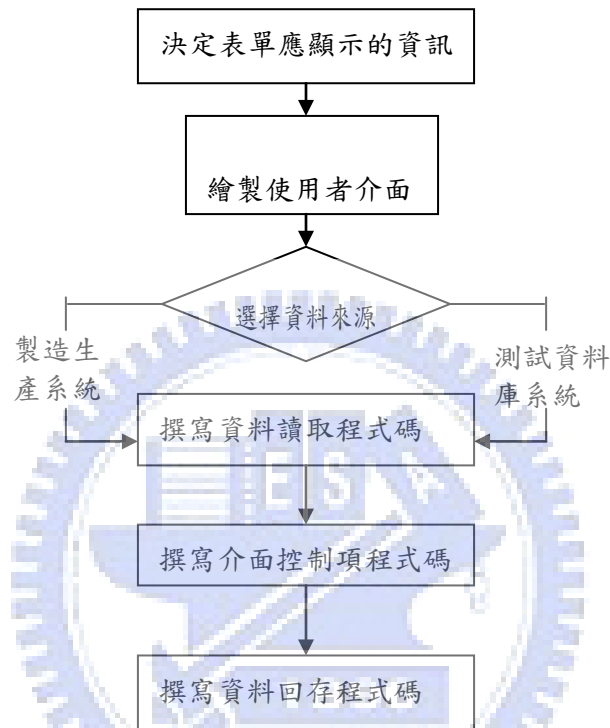 決定表單應顯示的資訊
繪製使用者介面
選擇資料來源
製造生
產系統
測試資料
庫系統
撰寫資料讀取程式碼
撰寫介面控制項程式碼
撰寫資料回存程式碼